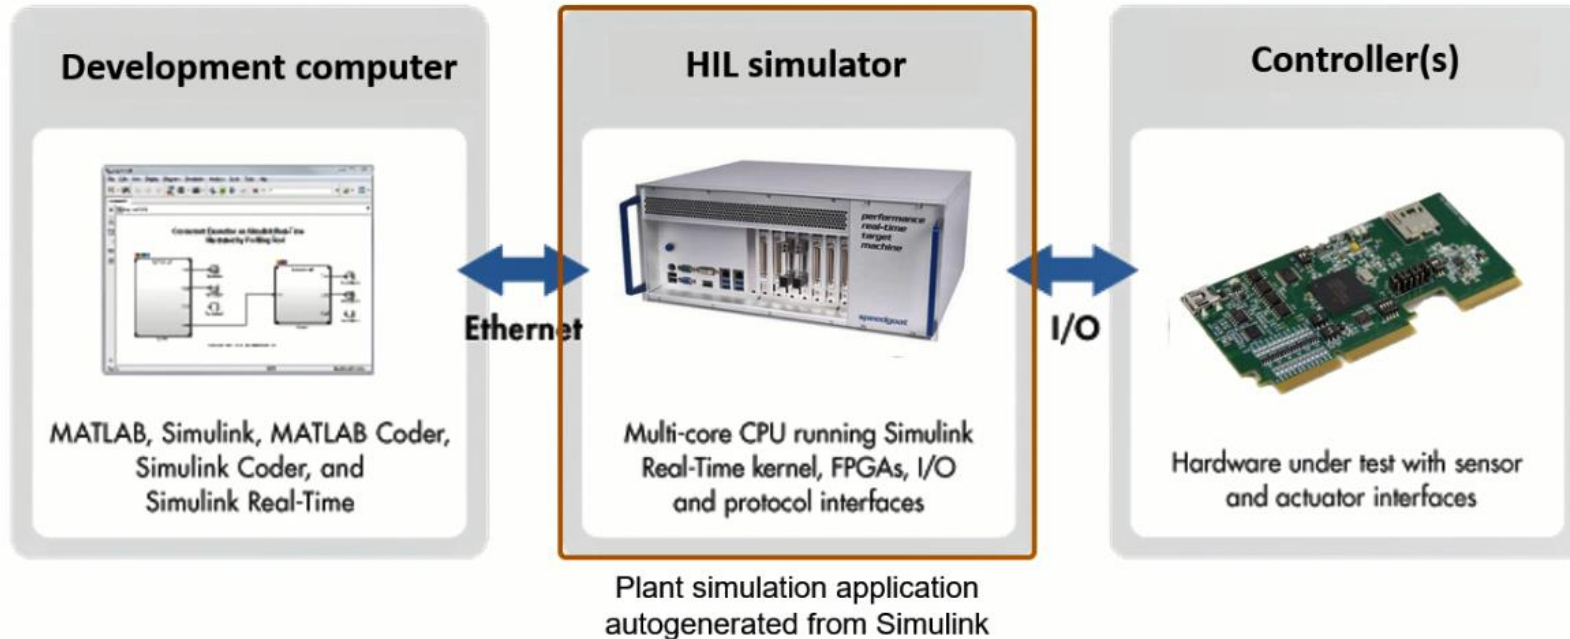 Development computer
MATLAB, Simulink, MATLAB Coder,
Simulink Coder, and
Simulink Real-Time
Ethernet
HIL simulator
performance
real-time
target
machine
speedgoat
Multi-core CPU running Simulink
Real-Time kernel, FPGAs, I/O
and protocol interfaces
I/O
Controller(s)
Hardware under test with sensor
and actuator interfaces
Plant simulation application
autogenerated from Simulink